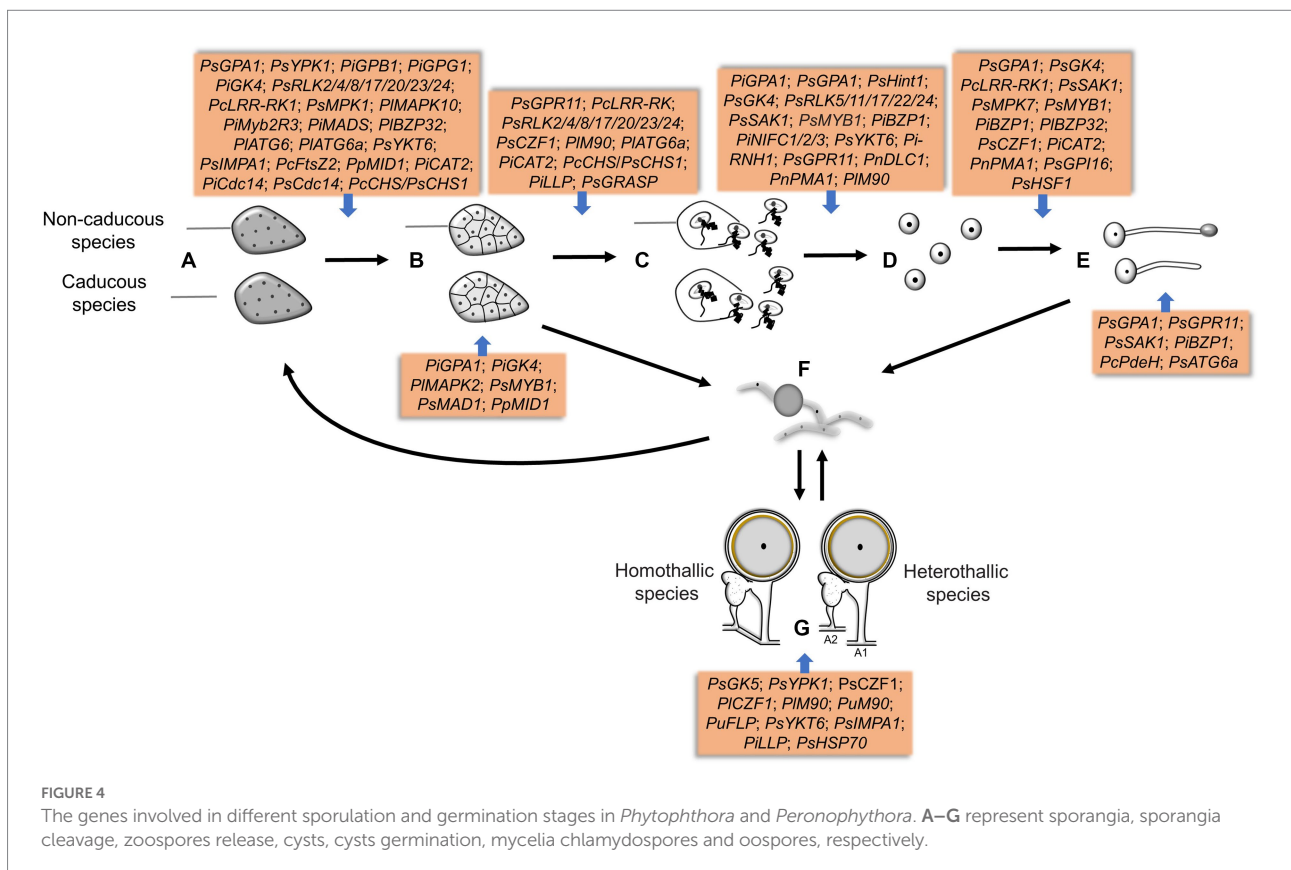 PsGPA1; PsYPK1; PiGPB1; PiGPG1;
PiGK4; PsRLK2/4/8/17/20/23/24;
PcLRR-RK1; PsMPK1; PlMAPK10;
PiMyb2R3; PiMADS; PlBZP32;
PlATG6; PlATG6a; PsYKT6;
PsIMPA1; PcFtsZ2; PpMID1; PiCAT2;
PiCdc14; PsCdc14; PcCHS/PsCHS1
PsGPR11; PcLRR-RK;
PsRLK2/4/8/17/20/23/24;
PsCZF1; PlM90; PlATG6a;
PiCAT2; PcCHS/PsCHS1;
PiLLP; PsGRASP
PiGPA1; PsGPA1; PsHint1;
PsGK4; PsRLK5/11/17/22/24;
PsSAK1; PsMYB1; PiBZP1;
PiNIFC1/2/3; PsYKT6; Pi-
RNH1; PsGPR11; PnDLC1;
PnPMA1; PlM90
PsGPA1; PsGK4;
PcLRR-RK1; PsSAK1;
PsMPK7; PsMYB1;
PiBZP1; PlBZP32;
PsCZF1; PiCAT2;
PnPMA1; PsGPI16;
PsHSF1
Non-caducous
species
Caducous
species
A
B
C
D
E
PiGPA1; PiGK4;
PlMAPK2; PsMYB1;
PsMAD1; PpMID1
PsGPA1; PsGPR11;
PsSAK1; PiBZP1;
PcPdeH; PsATG6a
F
Homothallic
species
Heterothallic
species
G
A2
A1
PsGK5; PsYPK1; PsCZF1;
PlCZF1; PlM90; PuM90;
PuFLP; PsYKT6; PsIMPA1;
PiLLP; PsHSP70
FIGURE 4
The genes involved in different sporulation and germination stages in Phytophthora and Peronophythora. A–G represent sporangia, sporangia
cleavage, zoospores release, cysts, cysts germination, mycelia chlamydospores and oospores, respectively.